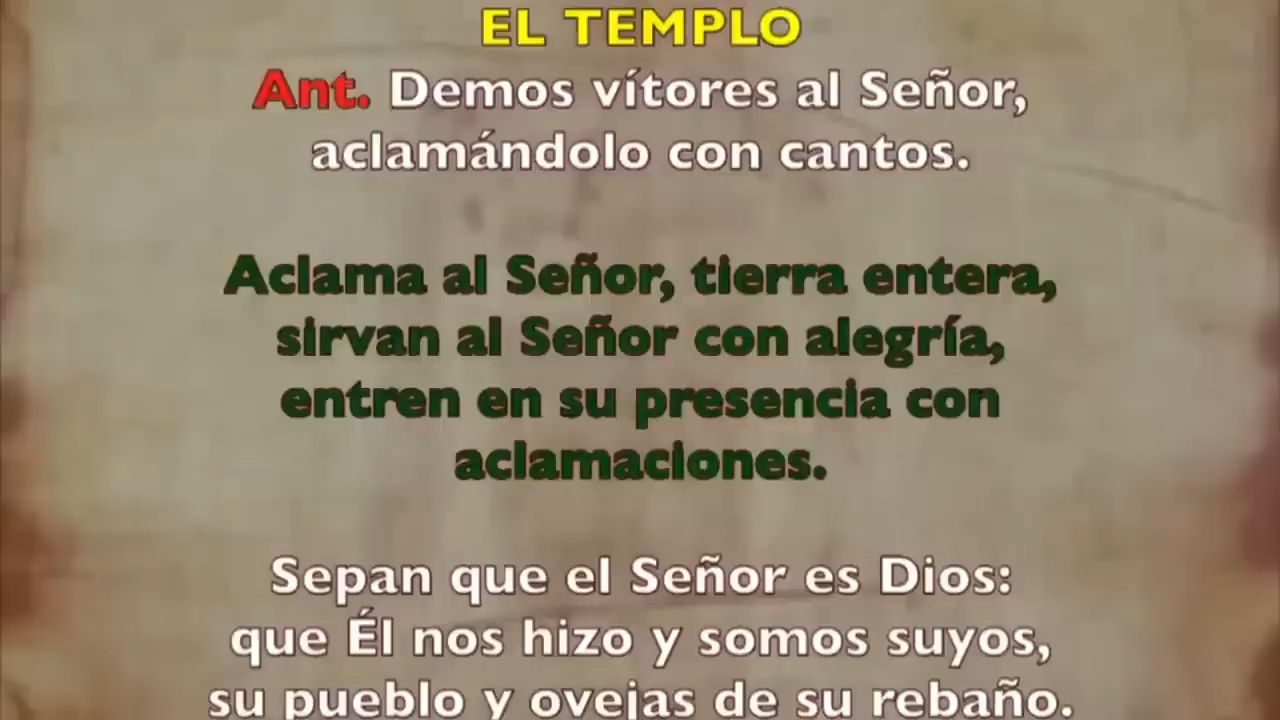 EL TEMPLO
Ant. Demos vítores al Señor,
aclamándolo con cantos.
Aclama al Señor, tierra entera,
sirvan al Señor con alegría,
entren en su presencia con
aclamaciones.
Sepan que el Señor es Dios:
que Él nos hizo y somos suyos,
su pueblo y ovejas de su rebaño.